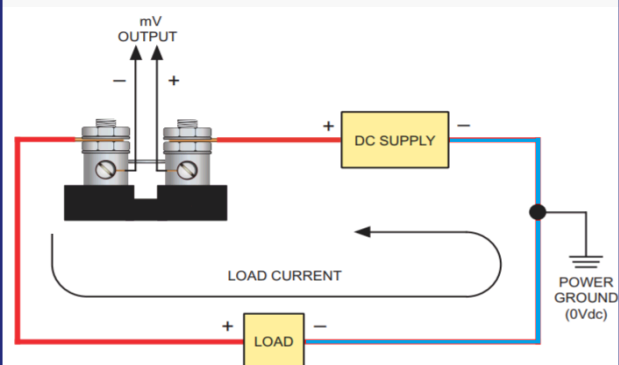 mV
OUTPUT
– +
+ DC SUPPLY –
LOAD CURRENT
POWER
GROUND
(0Vdc)
+ LOAD –